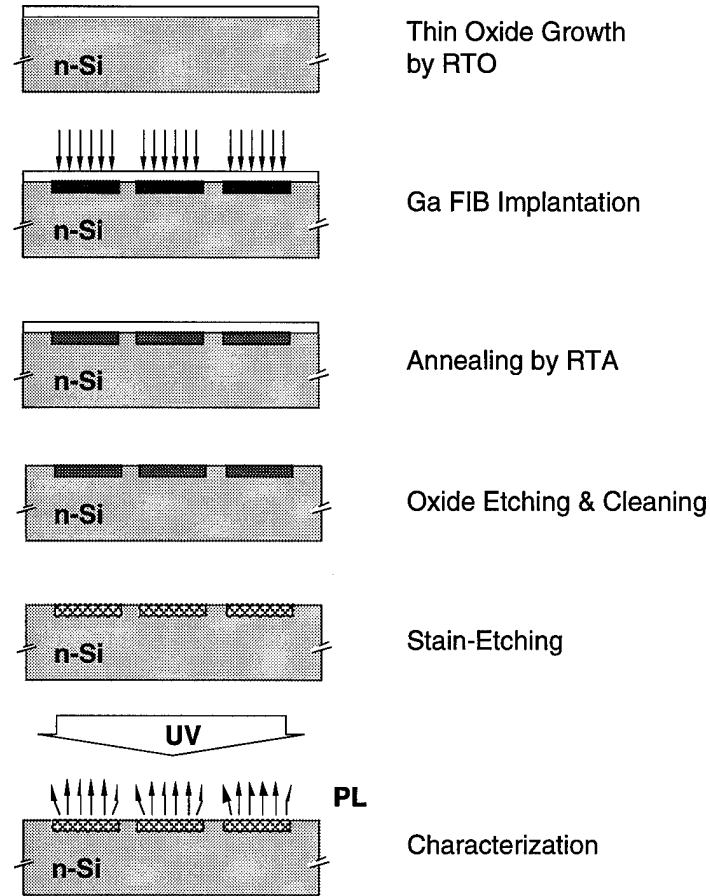 Thin Oxide Growth
by RTO
n-Si
Ga FIB Implantation
n-Si
Annealing by RTA
n-Si
Oxide Etching & Cleaning
n-Si
Stain-Etching
n-Si
UV
PL
Characterization
n-Si